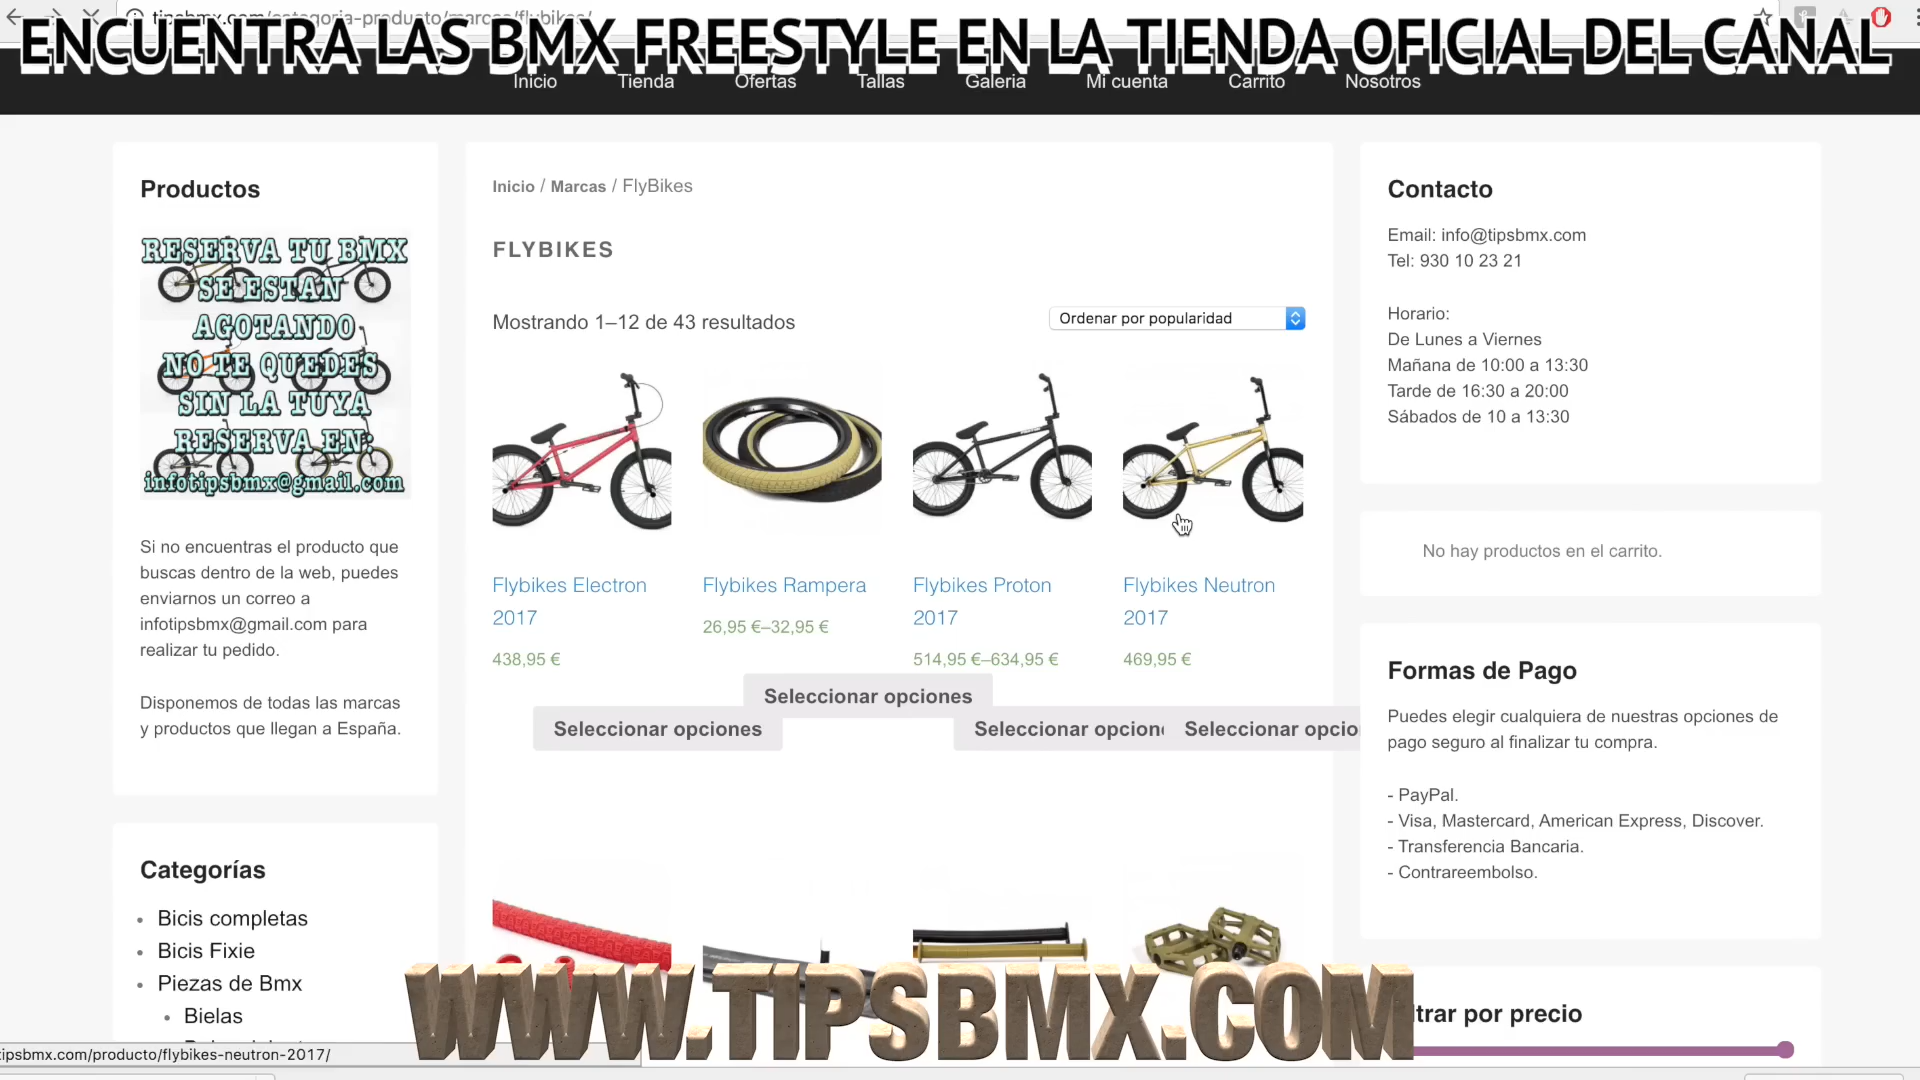 tipsbmx.com/categoria-producto/marcas/flybikes/
ENCUENTRA LAS BMX FREESTYLE EN LA TIENDA OFICIAL DEL CANAL
Inicio Tienda Ofertas Tallas Galeria Mi cuenta Carrito Nosotros
Productos
RESERVA TU BMX
SE ESTAN
AGOTANDO
NO TE QUEDES
SIN LA TUYA
RESERVA EN:
infotipsbmx@gmail.com
Si no encuentras el producto que
buscas dentro de la web, puedes
enviarnos un correo a
infotipsbmx@gmail.com para
realizar tu pedido.
Disponemos de todas las marcas
y productos que llegan a España.
Categorías
Bicis completas
Bicis Fixie
Piezas de Bmx
Bielas
Inicio / Marcas / FlyBikes
FLYBIKES
Mostrando 1–12 de 43 resultados
Ordenar por popularidad
Flybikes Electron
2017
438,95 €
Seleccionar opciones
Flybikes Rampera
26,95 €–32,95 €
Seleccionar opciones
Flybikes Proton
2017
514,95 €–634,95 €
Seleccionar opcion
Flybikes Neutron
2017
469,95 €
Seleccionar opcio
Contacto
Email: info@tipsbmx.com
Tel: 930 10 23 21
Horario:
De Lunes a Viernes
Mañana de 10:00 a 13:30
Tarde de 16:30 a 20:00
Sábados de 10 a 13:30
No hay productos en el carrito.
Formas de Pago
Puedes elegir cualquiera de nuestras opciones de
pago seguro al finalizar tu compra.
- PayPal.
- Visa, Mastercard, American Express, Discover.
- Transferencia Bancaria.
- Contrareembolso.
trar por precio
WWW.TIPSBMX.COM
ipsbmx.com/producto/flybikes-neutron-2017/